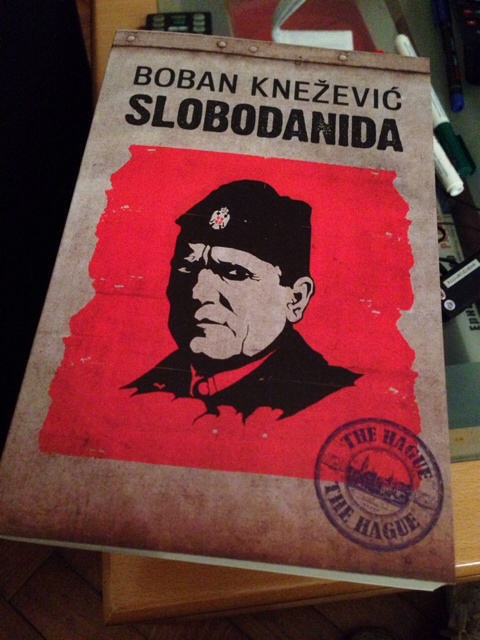 BOBAN KNEŽEVIĆ
SLOBODANIDA
THE HAGUE
THE HAGUE